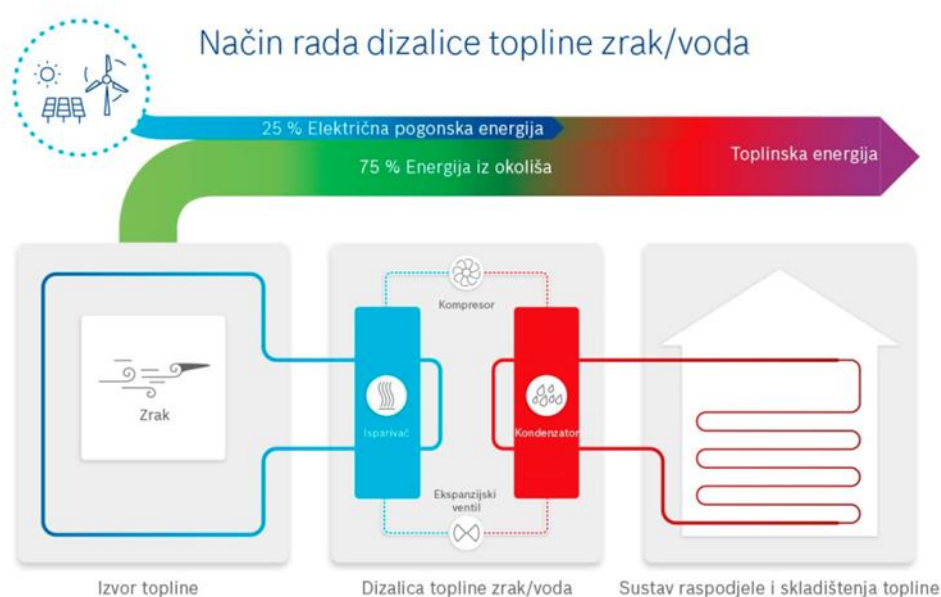 Način rada dizalice topline zrak/voda
25 % Električna pogonska energija
75 % Energija iz okoliša
Toplinska energija
Kompresor
Zrak
Isparivač
Kondenzator
Ekspanzijski
ventil
Izvor topline
Dizalica topline zrak/voda
Sustav raspodjele i skladištenja topline